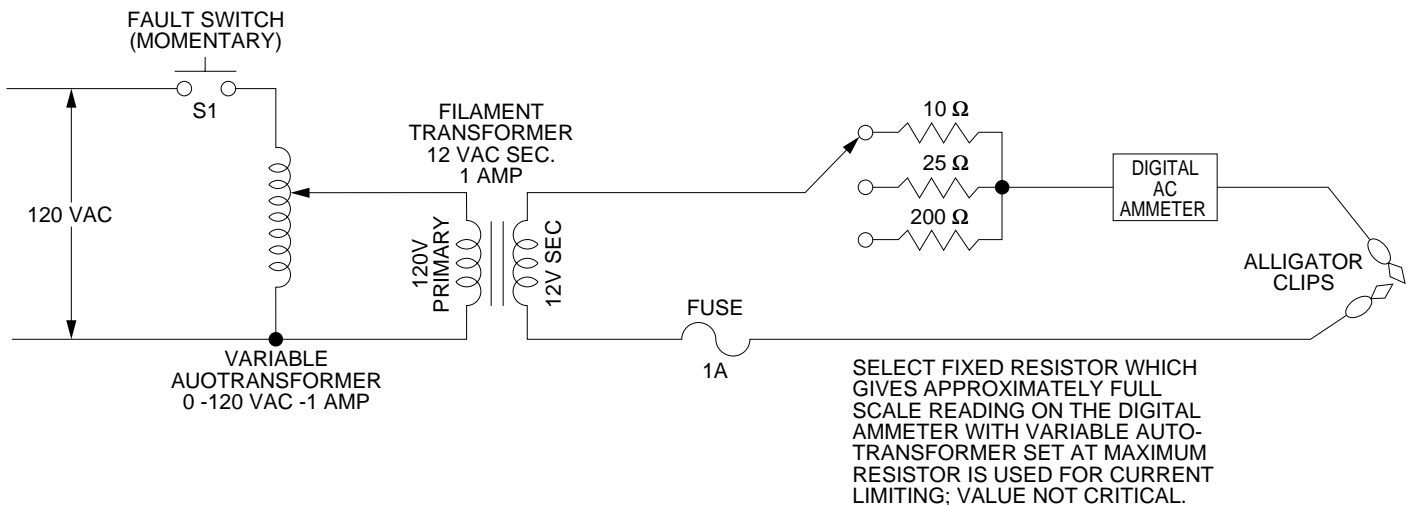 FAULT SWITCH
(MOMENTARY)
S1
120 VAC
FILAMENT
TRANSFORMER
12 VAC SEC.
1 AMP
120V
PRIMARY
12V SEC
VARIABLE
AUOTRANSFORMER
0 -120 VAC -1 AMP
10 Ω
25 Ω
200 Ω
DIGITAL
AC
AMMETER
ALLIGATOR
CLIPS
FUSE
1A
SELECT FIXED RESISTOR WHICH
GIVES APPROXIMATELY FULL
SCALE READING ON THE DIGITAL
AMMETER WITH VARIABLE AUTO-
TRANSFORMER SET AT MAXIMUM
RESISTOR IS USED FOR CURRENT
LIMITING; VALUE NOT CRITICAL.